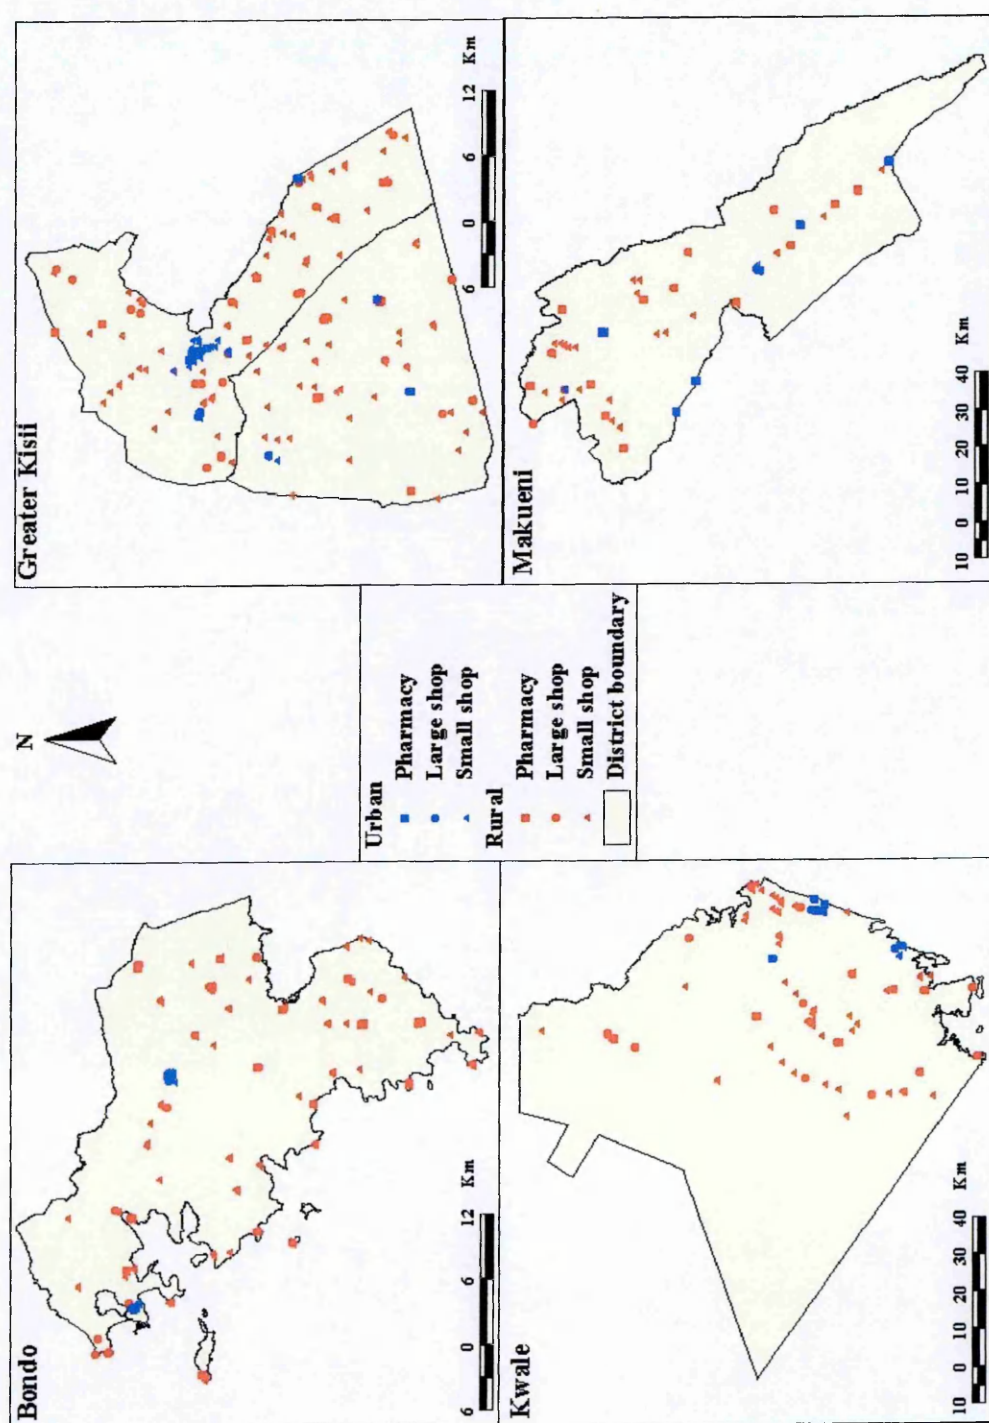 Bondo
6 0 6 12 Km
N
Greater Kisii
6 0 6 12 Km
Urban
Pharmacy
Large shop
Small shop
Rural
Pharmacy
Large shop
Small shop
District boundary
Kwale
10 0 10 20 30 40 Km
Makueni
10 0 10 20 30 40 Km